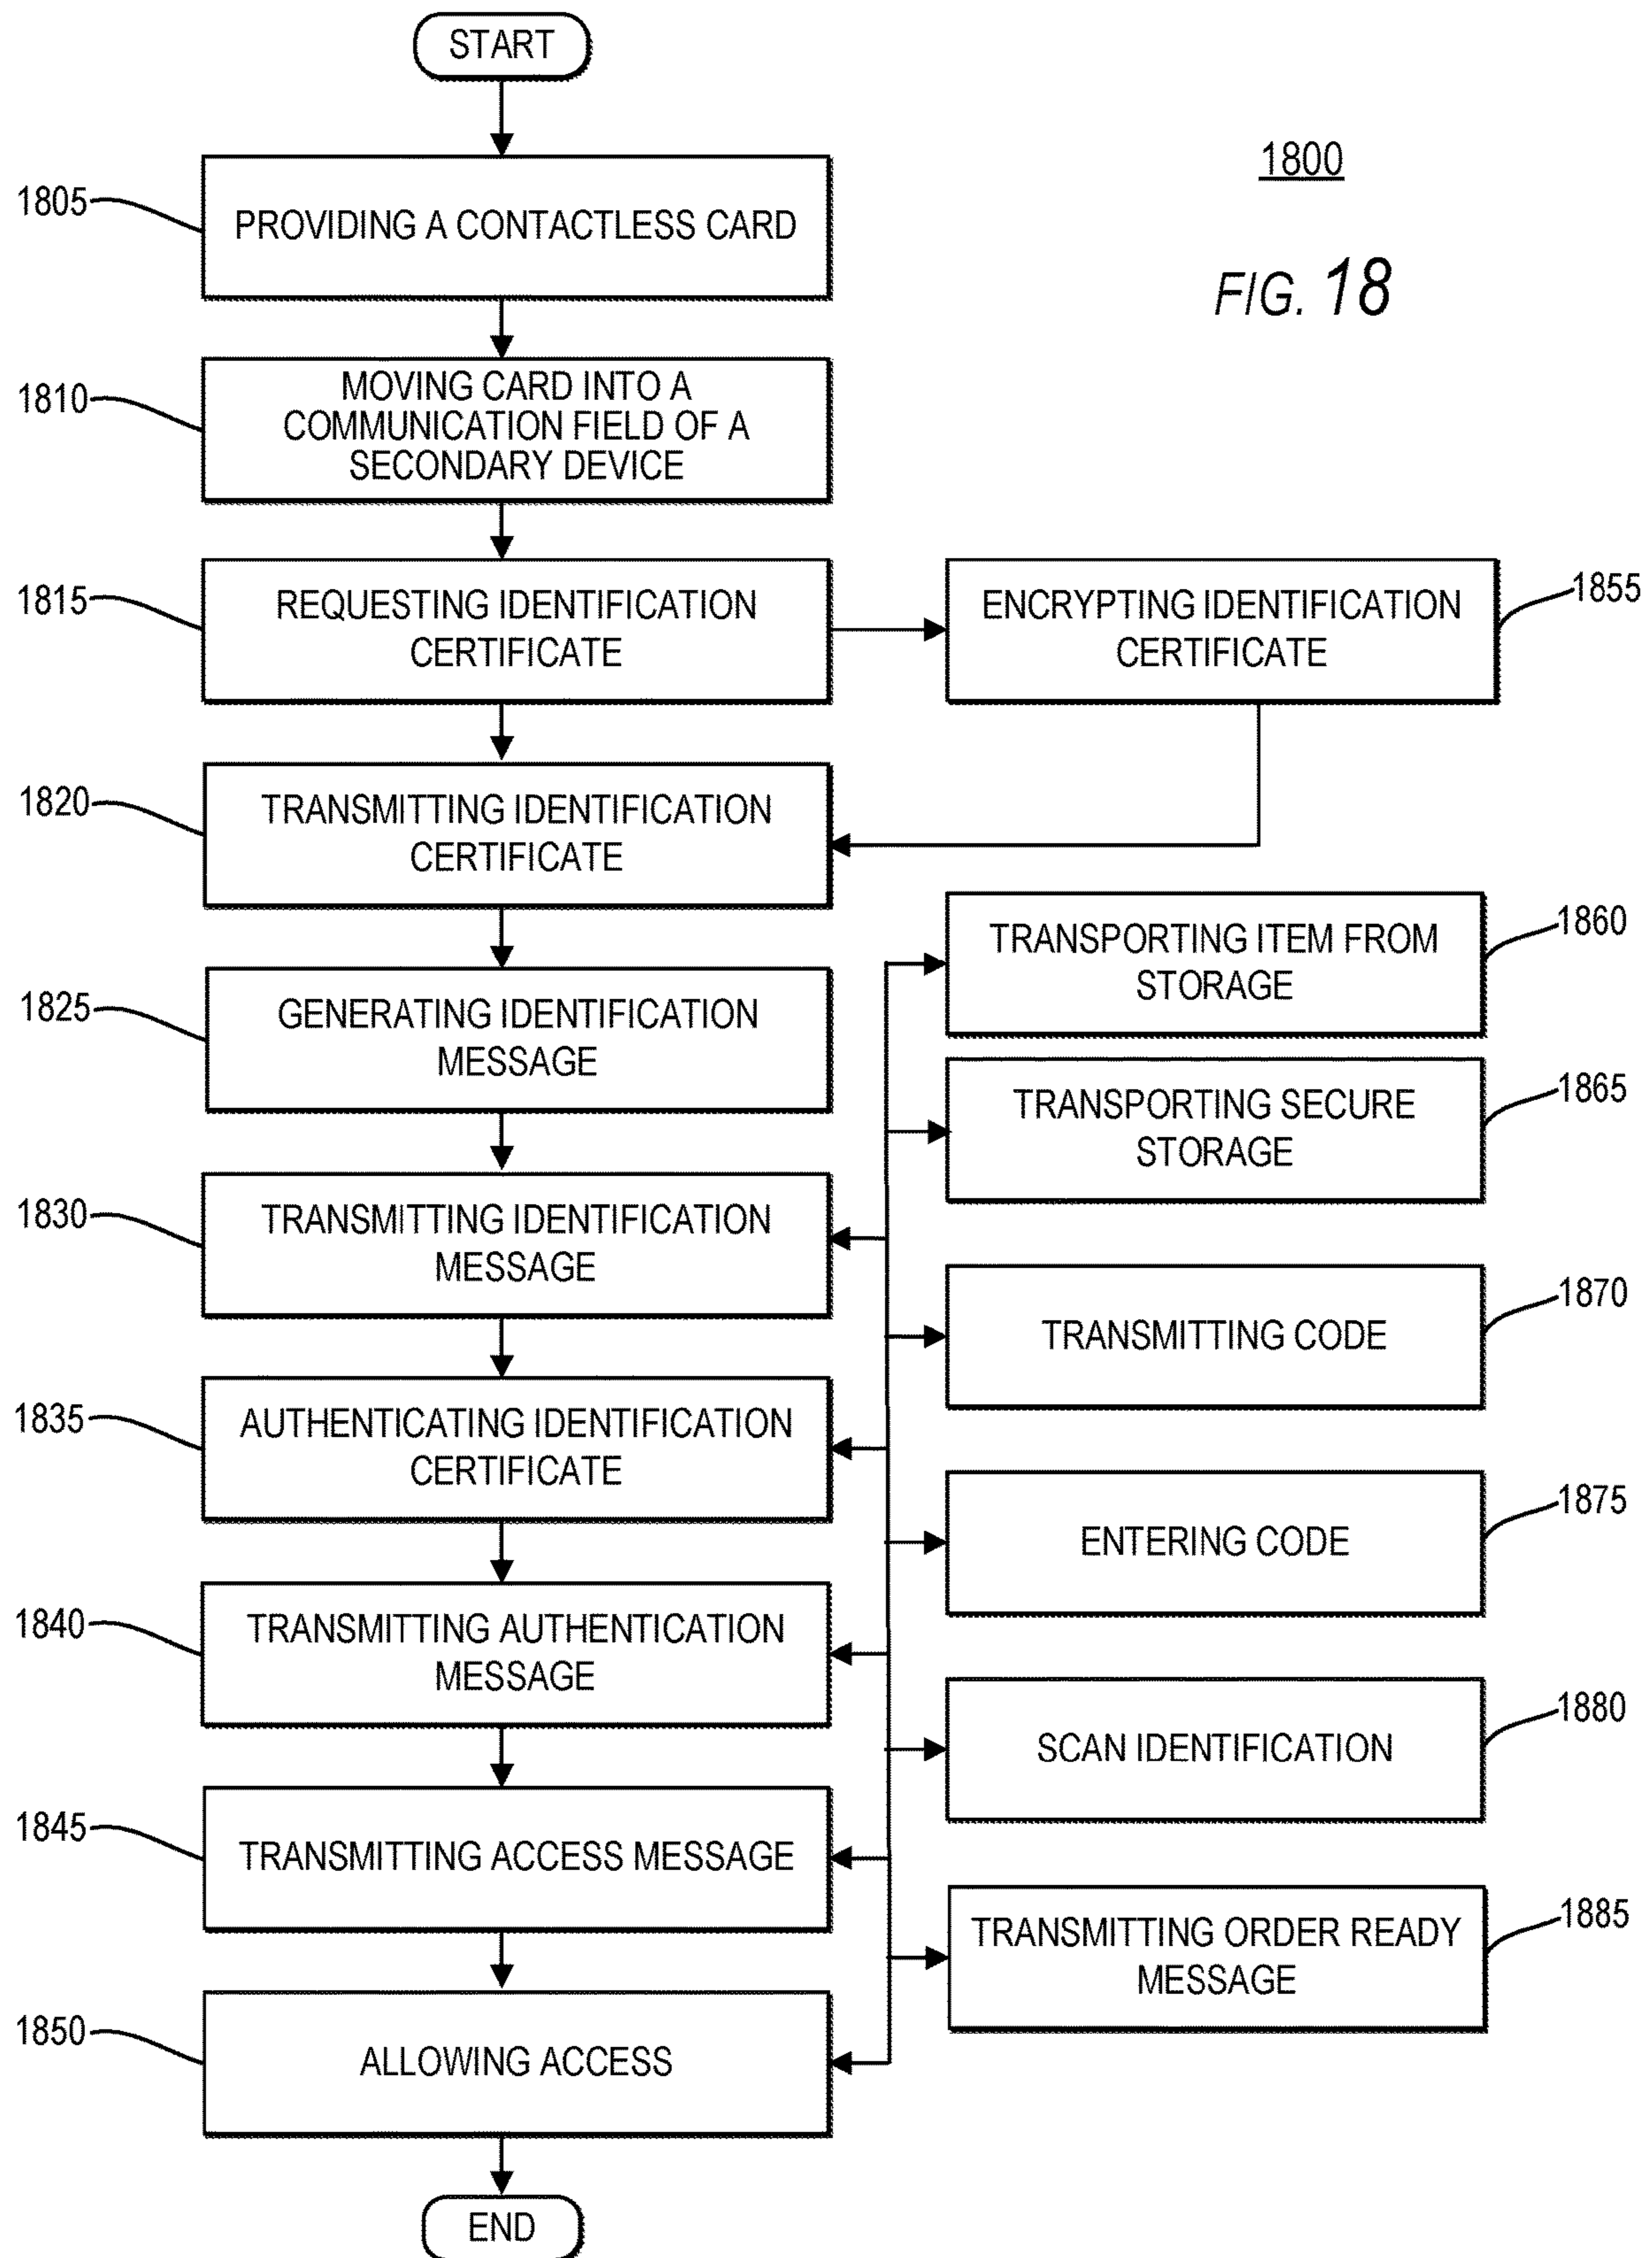 START
1800
FIG. 18
1805
PROVIDING A CONTACTLESS CARD
1810
MOVING CARD INTO A
COMMUNICATION FIELD OF A
SECONDARY DEVICE
1815
REQUESTING IDENTIFICATION
CERTIFICATE
ENCRYPTING IDENTIFICATION
CERTIFICATE
1855
1820
TRANSMITTING IDENTIFICATION
CERTIFICATE
TRANSPORTING ITEM FROM
STORAGE
1860
1825
GENERATING IDENTIFICATION
MESSAGE
TRANSPORTING SECURE
STORAGE
1865
1830
TRANSMITTING IDENTIFICATION
MESSAGE
TRANSMITTING CODE
1870
1835
AUTHENTICATING IDENTIFICATION
CERTIFICATE
ENTERING CODE
1875
1840
TRANSMITTING AUTHENTICATION
MESSAGE
SCAN IDENTIFICATION
1880
1845
TRANSMITTING ACCESS MESSAGE
TRANSMITTING ORDER READY
MESSAGE
1885
1850
ALLOWING ACCESS
END